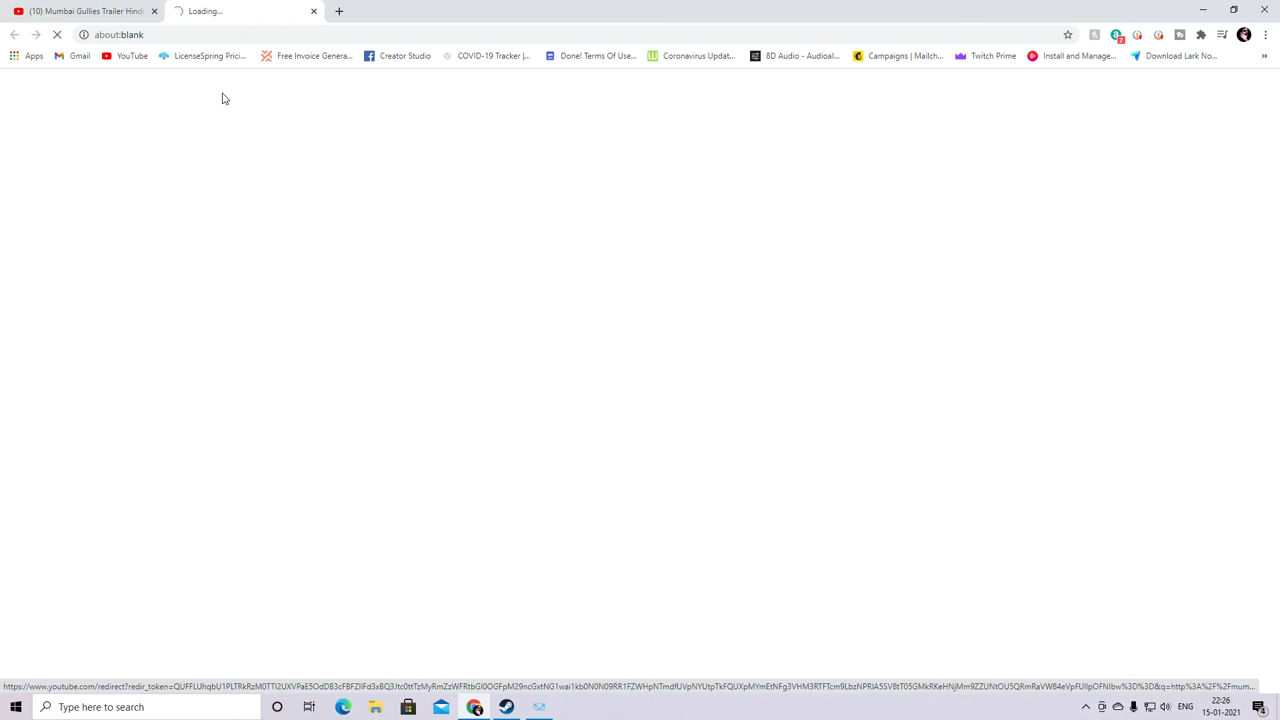 (10) Mumbai Gullies Trailer Hindi
Loading...
about:blank
Apps
Gmail
YouTube
LicenseSpring Prici...
Free Invoice Genera...
Creator Studio
COVID-19 Tracker |...
Done! Terms Of Use...
Coronavirus Updat...
8D Audio - Audioal...
Campaigns | Mailch...
Twitch Prime
Install and Manage...
Download Lark No...
»
Type here to search
ENG
22:26
15-01-2021